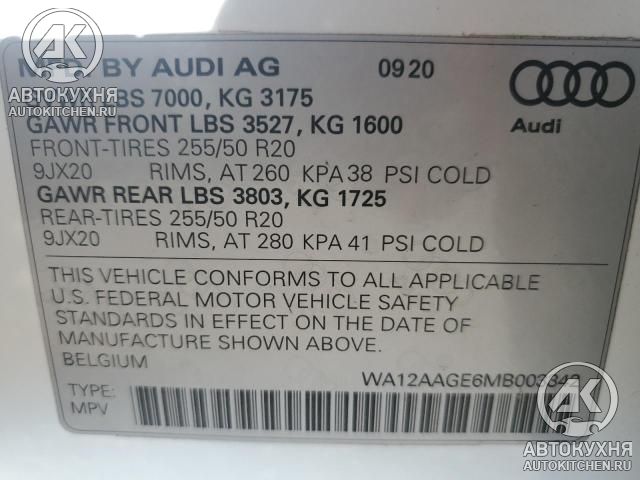 BY AUDI AG 0920
LBS 7000, KG 3175
GAWR FRONT LBS 3527, KG 1600
Audi
FRONT-TIRES 255/50 R20
9JX20 RIMS, AT 260 KPA 38 PSI COLD
GAWR REAR LBS 3803, KG 1725
REAR-TIRES 255/50 R20
9JX20 RIMS, AT 280 KPA 41 PSI COLD
THIS VEHICLE CONFORMS TO ALL APPLICABLE
U.S. FEDERAL MOTOR VEHICLE SAFETY
STANDARDS IN EFFECT ON THE DATE OF
MANUFACTURE SHOWN ABOVE.
BELGIUM
TYPE:
MPV
АК
АВТОКУХНЯ
AUTOKITCHEN.RU
АК
АВТОКУХНЯ
AUTOKITCHEN.RU